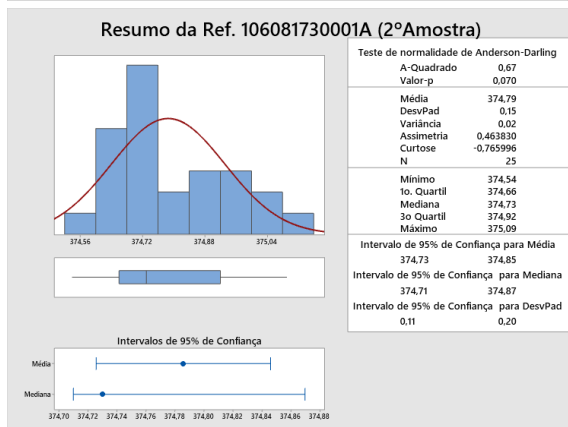 Resumo da Ref. 106081730001A (2ºAmostra)
374,56 374,72 374,88 375,04
Intervalos de 95% de Confiança
Média
Mediana
374,70 374,72 374,74 374,76 374,78 374,80 374,82 374,84 374,86 374,88
Teste de normalidade de Anderson-Darling
A-Quadrado 0,67
Valor-p 0,070
Média 374,79
DesvPad 0,15
Variância 0,02
Assimetria 0,463830
Curtose -0,765996
N 25
Mínimo 374,54
1o. Quartil 374,66
Mediana 374,73
3o Quartil 374,92
Máximo 375,09
Intervalo de 95% de Confiança para Média
374,73 374,85
Intervalo de 95% de Confiança para Mediana
374,71 374,87
Intervalo de 95% de Confiança para DesvPad
0,11 0,20